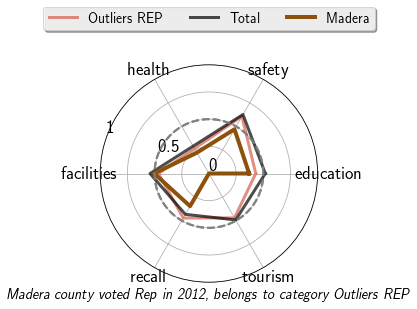 Outliers REP Total Madera
health safety
1
0.5
0
facilities education
recall tourism
Madera county voted Rep in 2012, belongs to category Outliers REP